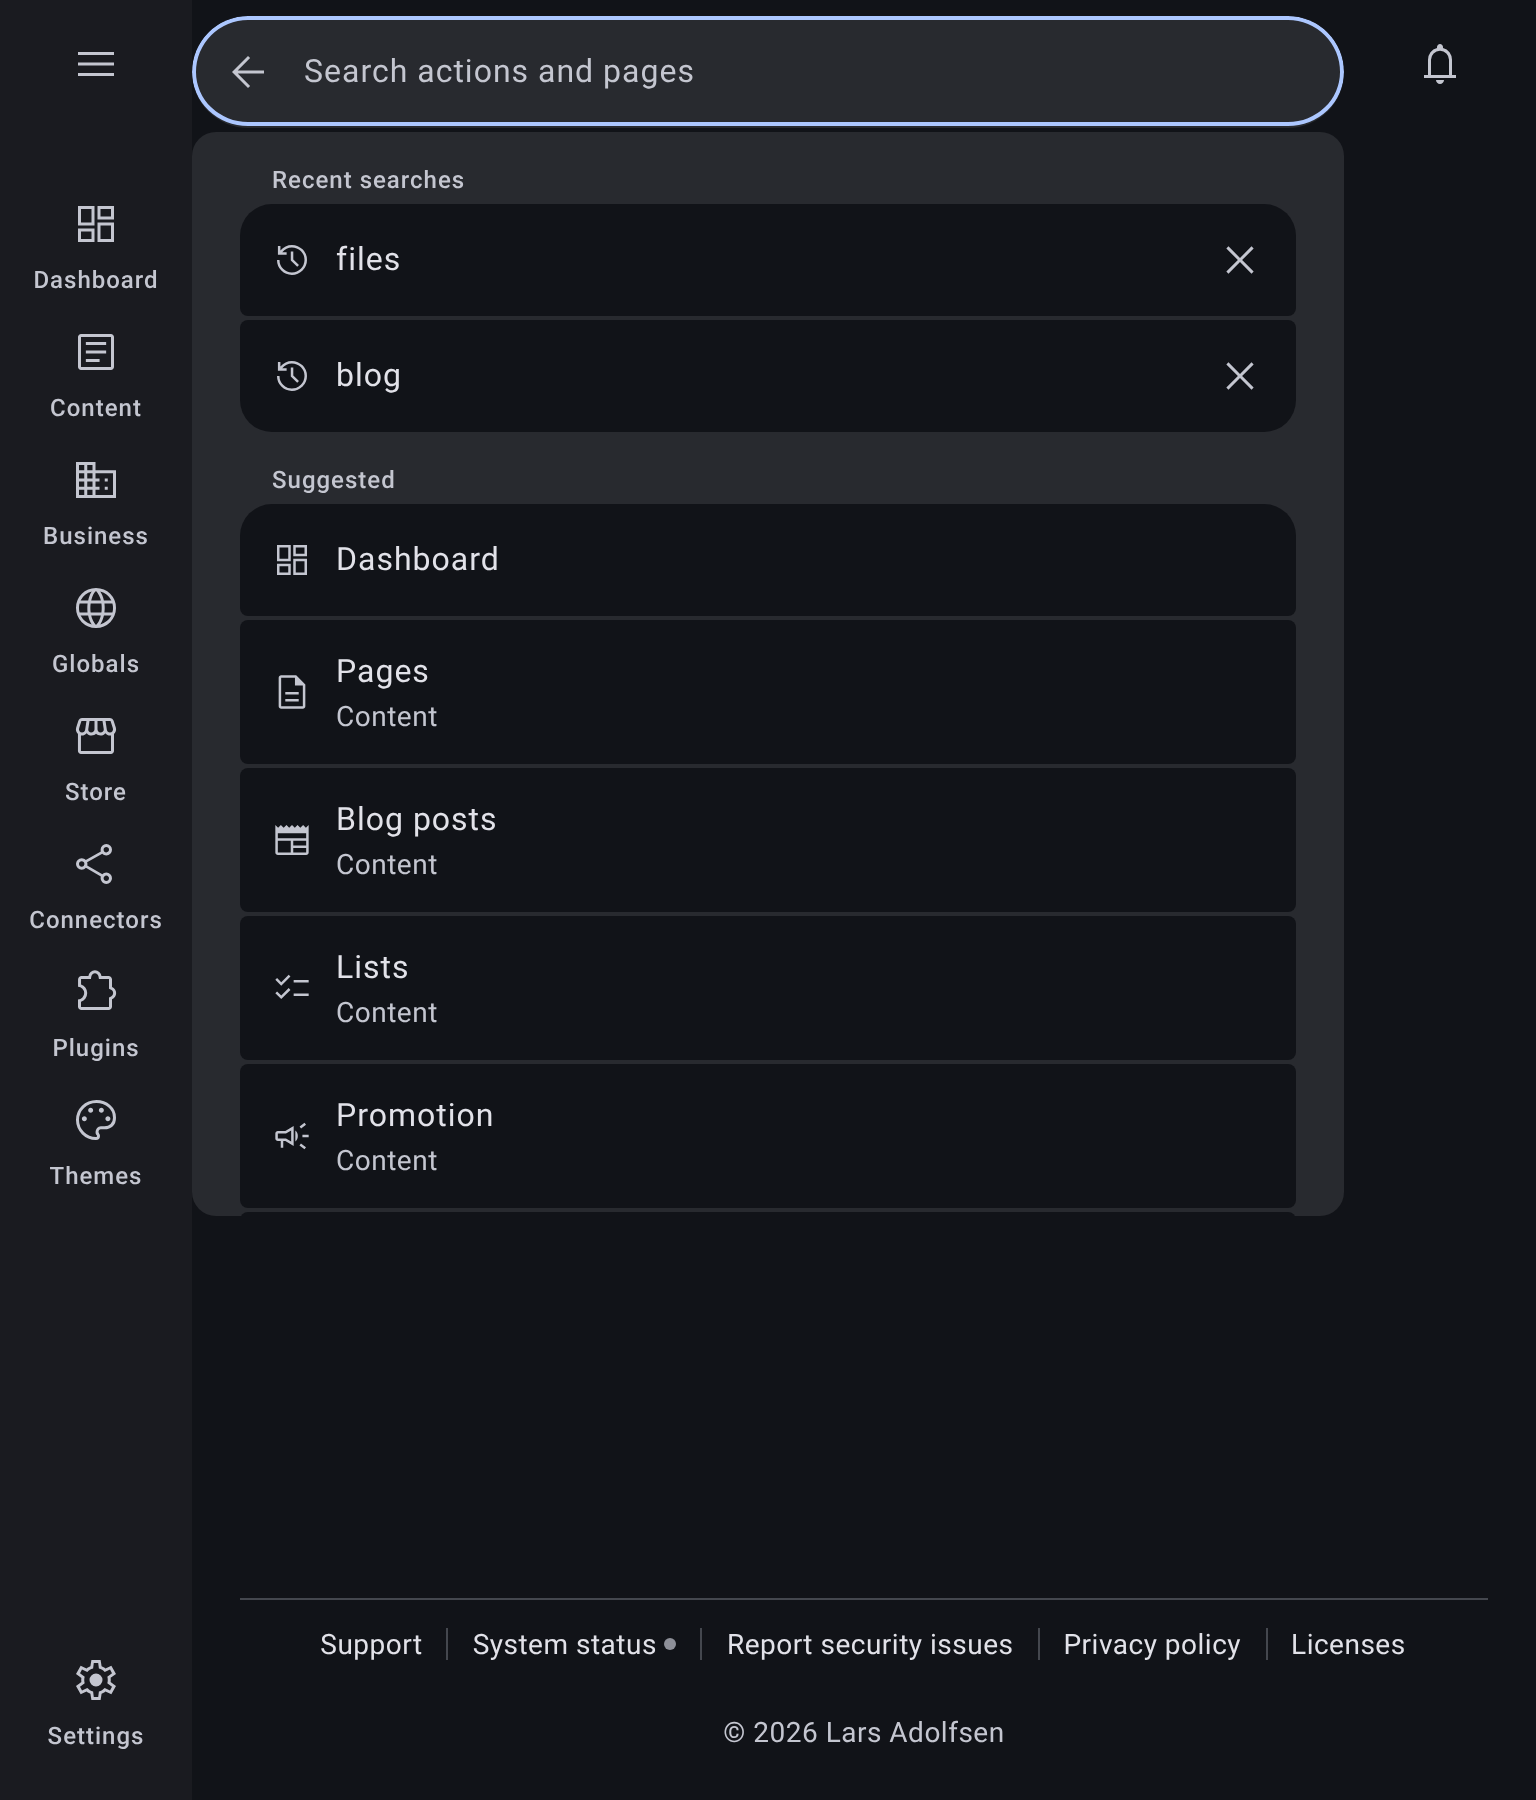 Search actions and pages
Recent searches
files
blog
Suggested
Dashboard
Pages
Content
Blog posts
Content
Lists
Content
Promotion
Content
Dashboard
Content
Business
Globals
Store
Connectors
Plugins
Themes
Settings
Support
System status
Report security issues
Privacy policy
Licenses
© 2026 Lars Adolfsen